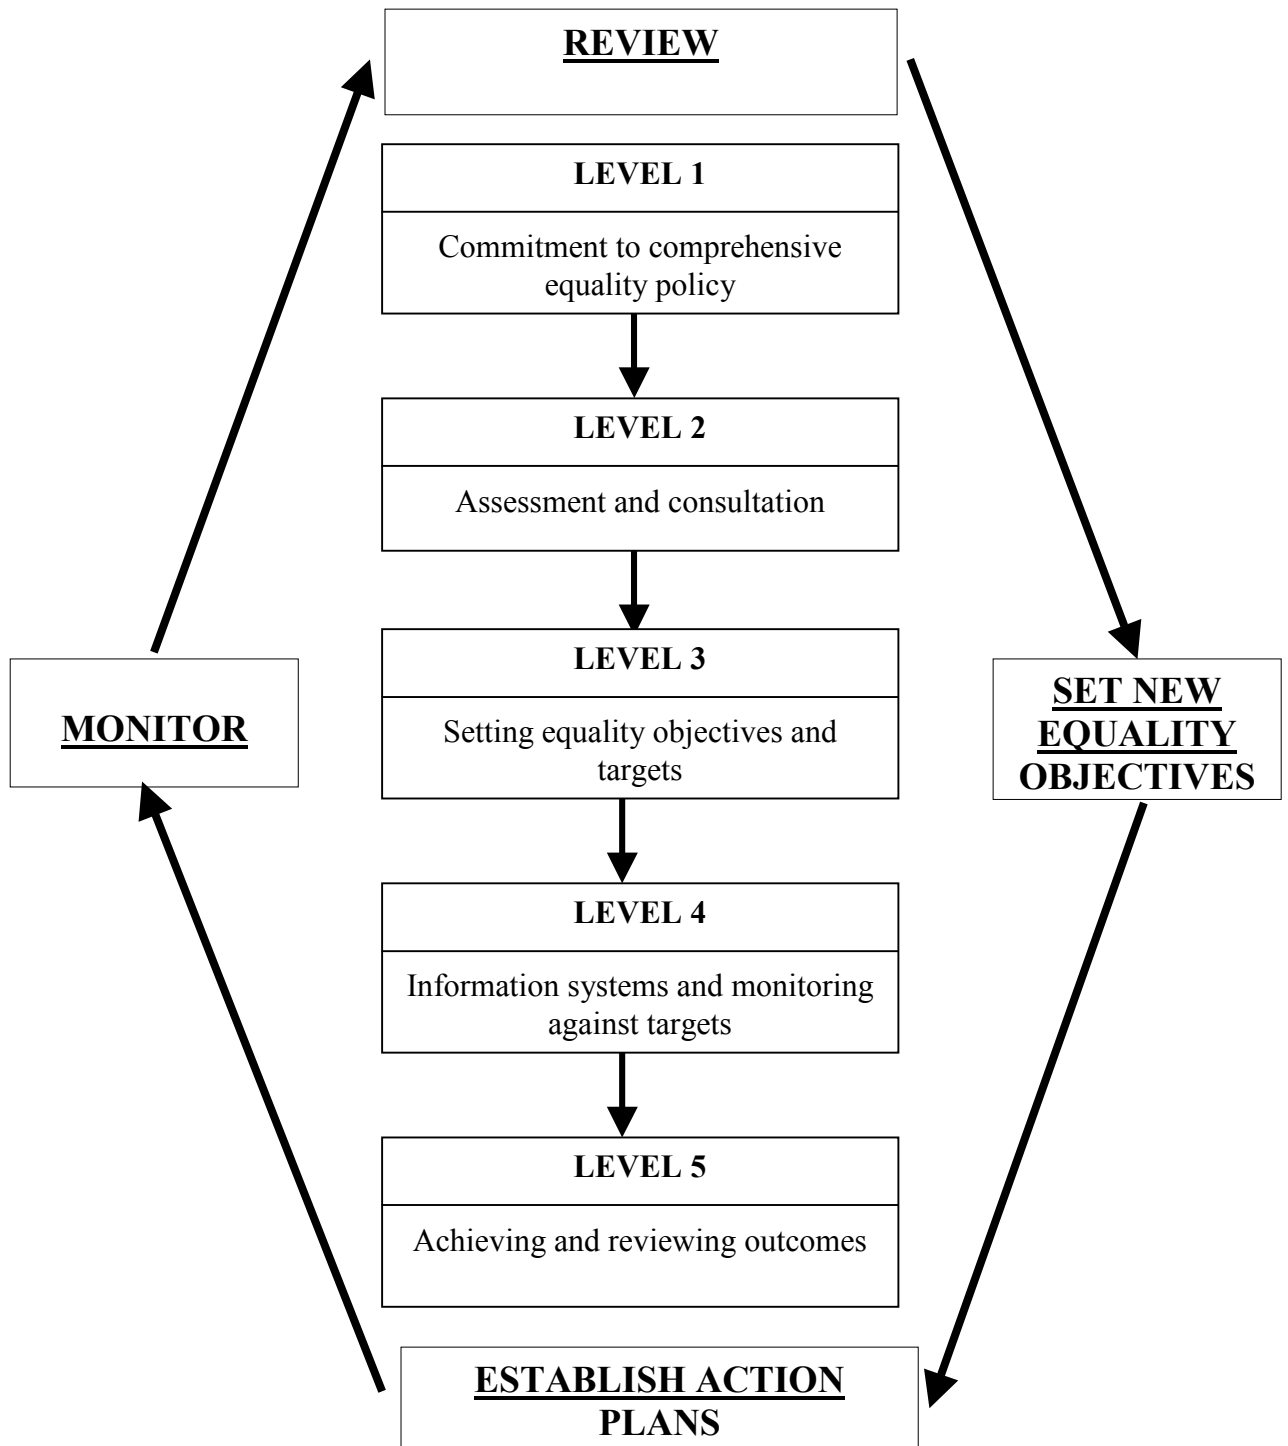 REVIEW
LEVEL 1
Commitment to comprehensive
equality policy
LEVEL 2
Assessment and consultation
LEVEL 3
Setting equality objectives and
targets
MONITOR
SET NEW
EQUALITY
OBJECTIVES
LEVEL 4
Information systems and monitoring
against targets
LEVEL 5
Achieving and reviewing outcomes
ESTABLISH ACTION
PLANS